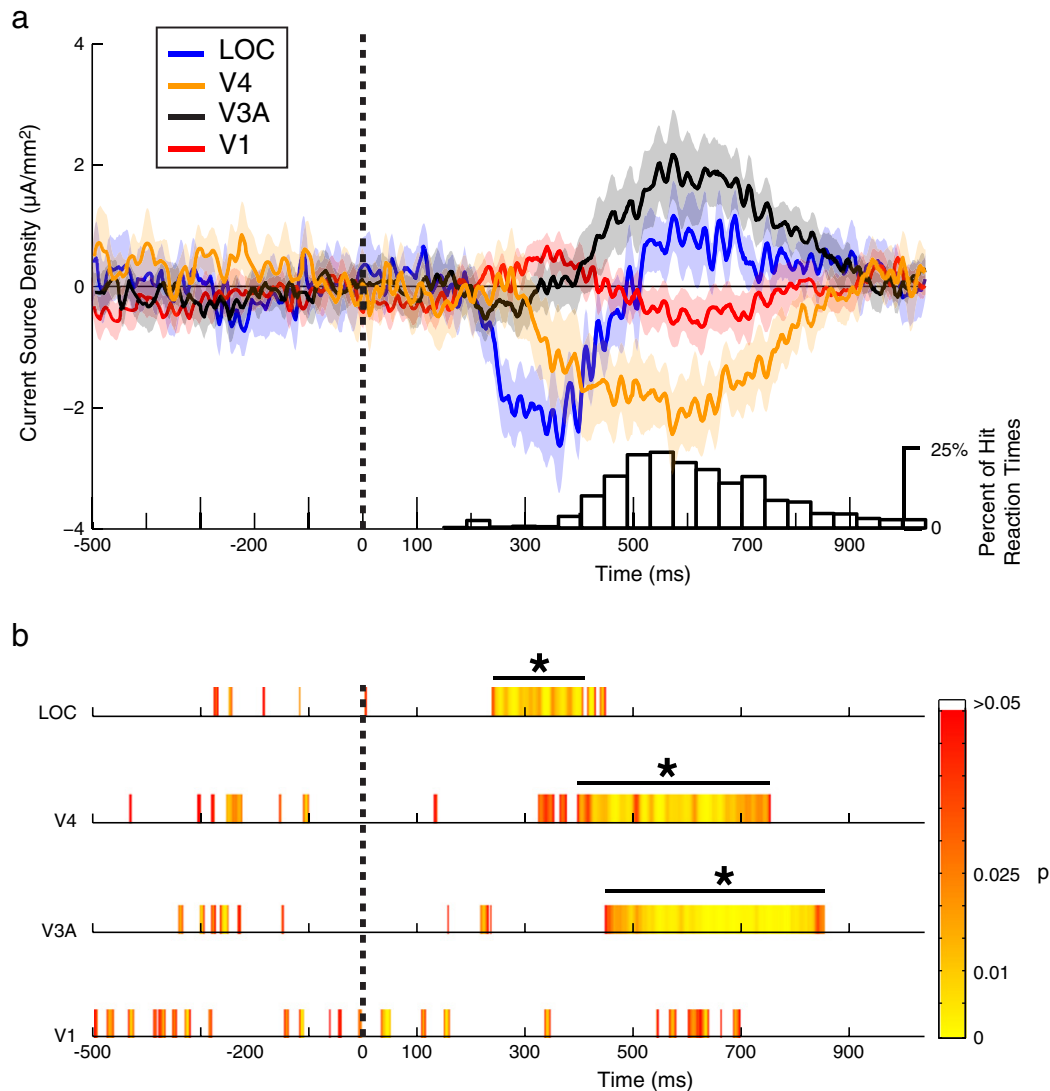 a
LOC
V4
V3A
V1
Current Source Density (µA/mm²)
4
2
0
−2
−4
-500
-200
0
100
300
500
700
900
Time (ms)
25%
0
Percent of Hit
Reaction Times
b
*
LOC
*
V4
*
V3A
V1
-500
-200
0
100
300
500
700
900
Time (ms)
>0.05
0.025
p
0.01
0